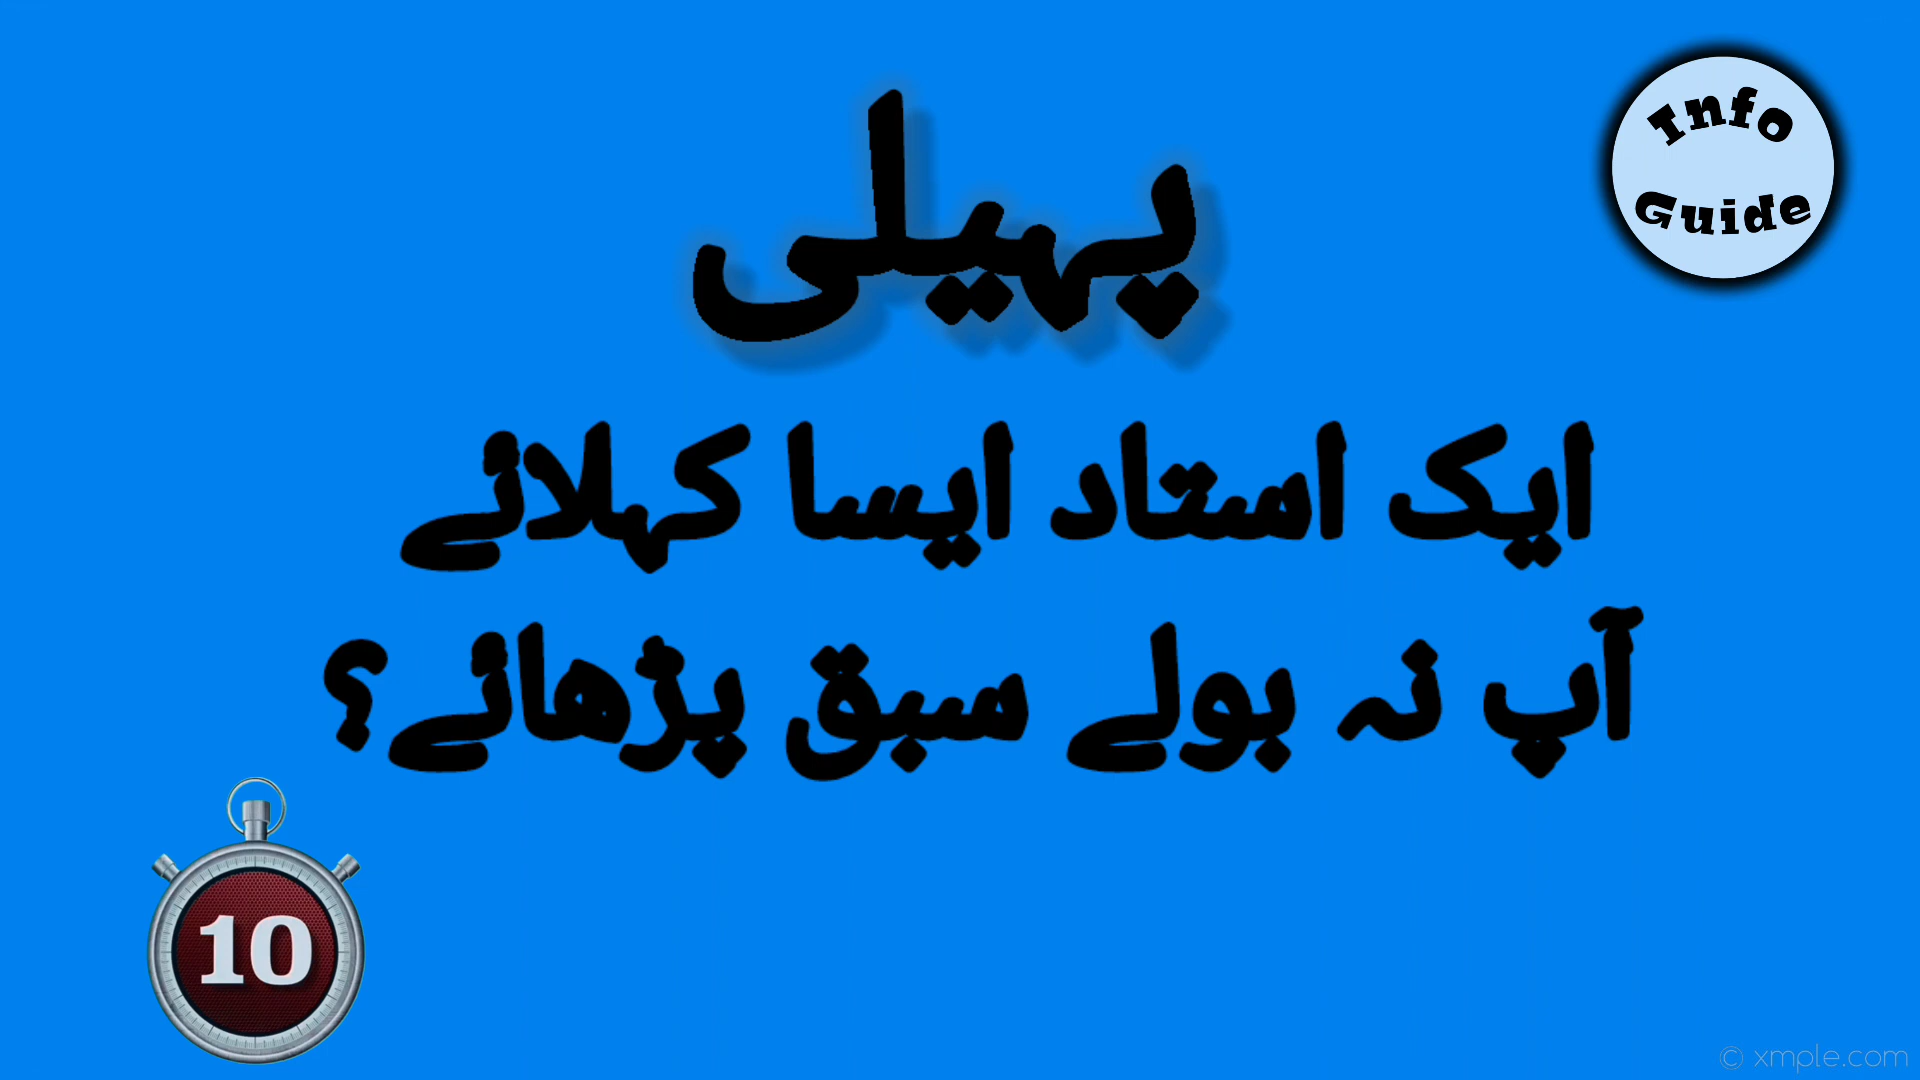 Info
Guide
پہیلی
ایک استاد ایسا کہلائے
آپ نہ بولے سبق پڑھائے؟
10
© xmple.com